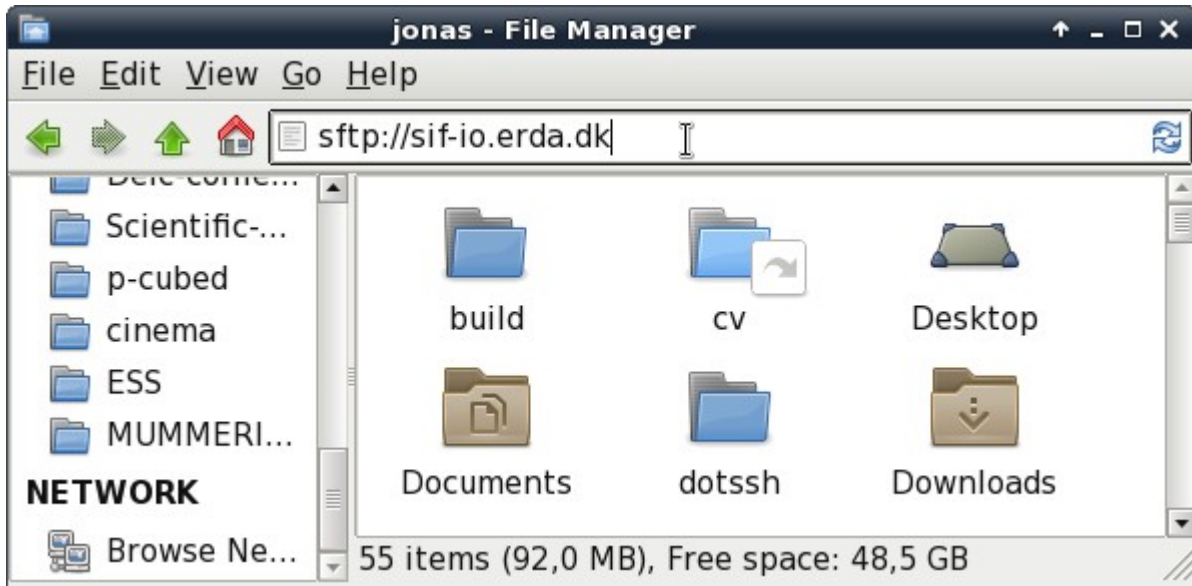 jonas - File Manager
File Edit View Go Help
sftp://sif-io.erda.dk
Scientific-...
p-cubed
cinema
ESS
MUMMERI...
NETWORK
Browse Ne...
build
cv
Desktop
Documents
dotssh
Downloads
55 items (92,0 MB), Free space: 48,5 GB